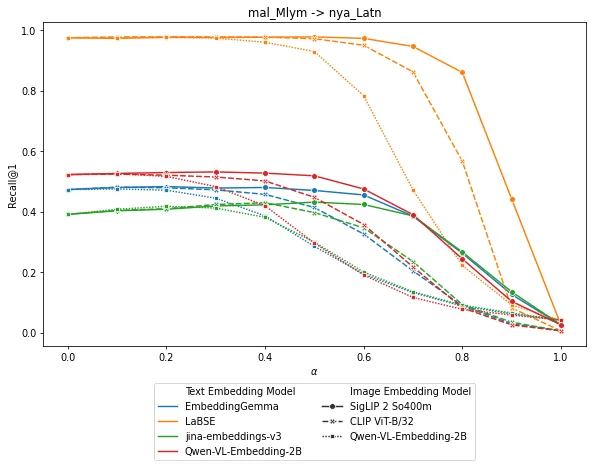 mal_Mlym -> nya_Latn
1.0
0.8
0.6
0.4
0.2
0.0
Recall@1
0.0 0.2 0.4 0.6 0.8 1.0
α
Text Embedding Model
EmbeddingGemma
LaBSE
jina-embeddings-v3
Qwen-VL-Embedding-2B
Image Embedding Model
SigLIP 2 So400m
CLIP ViT-B/32
Qwen-VL-Embedding-2B